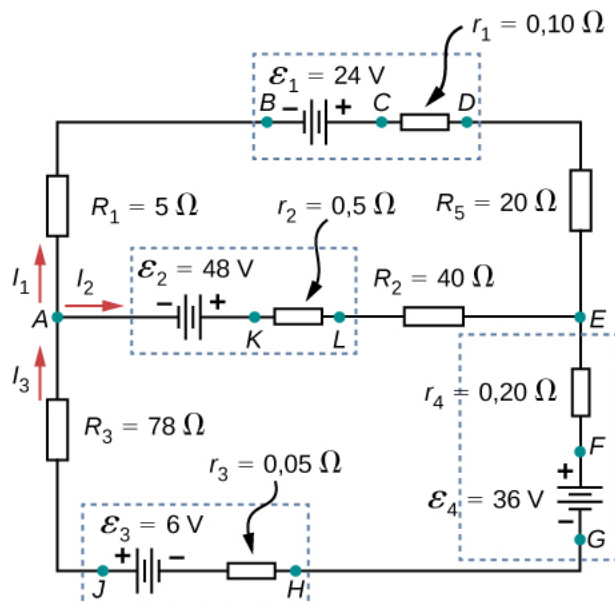 r₁ = 0,10 Ω
ε₁ = 24 V
B − + C D
R₁ = 5 Ω
r₂ = 0,5 Ω
R₅ = 20 Ω
I₁
I₂
ε₂ = 48 V
R₂ = 40 Ω
− +
A
K
L
E
I₃
r₄ = 0,20 Ω
R₃ = 78 Ω
F
r₃ = 0,05 Ω
+
ε₄ = 36 V
−
G
ε₃ = 6 V
+ −
J
H